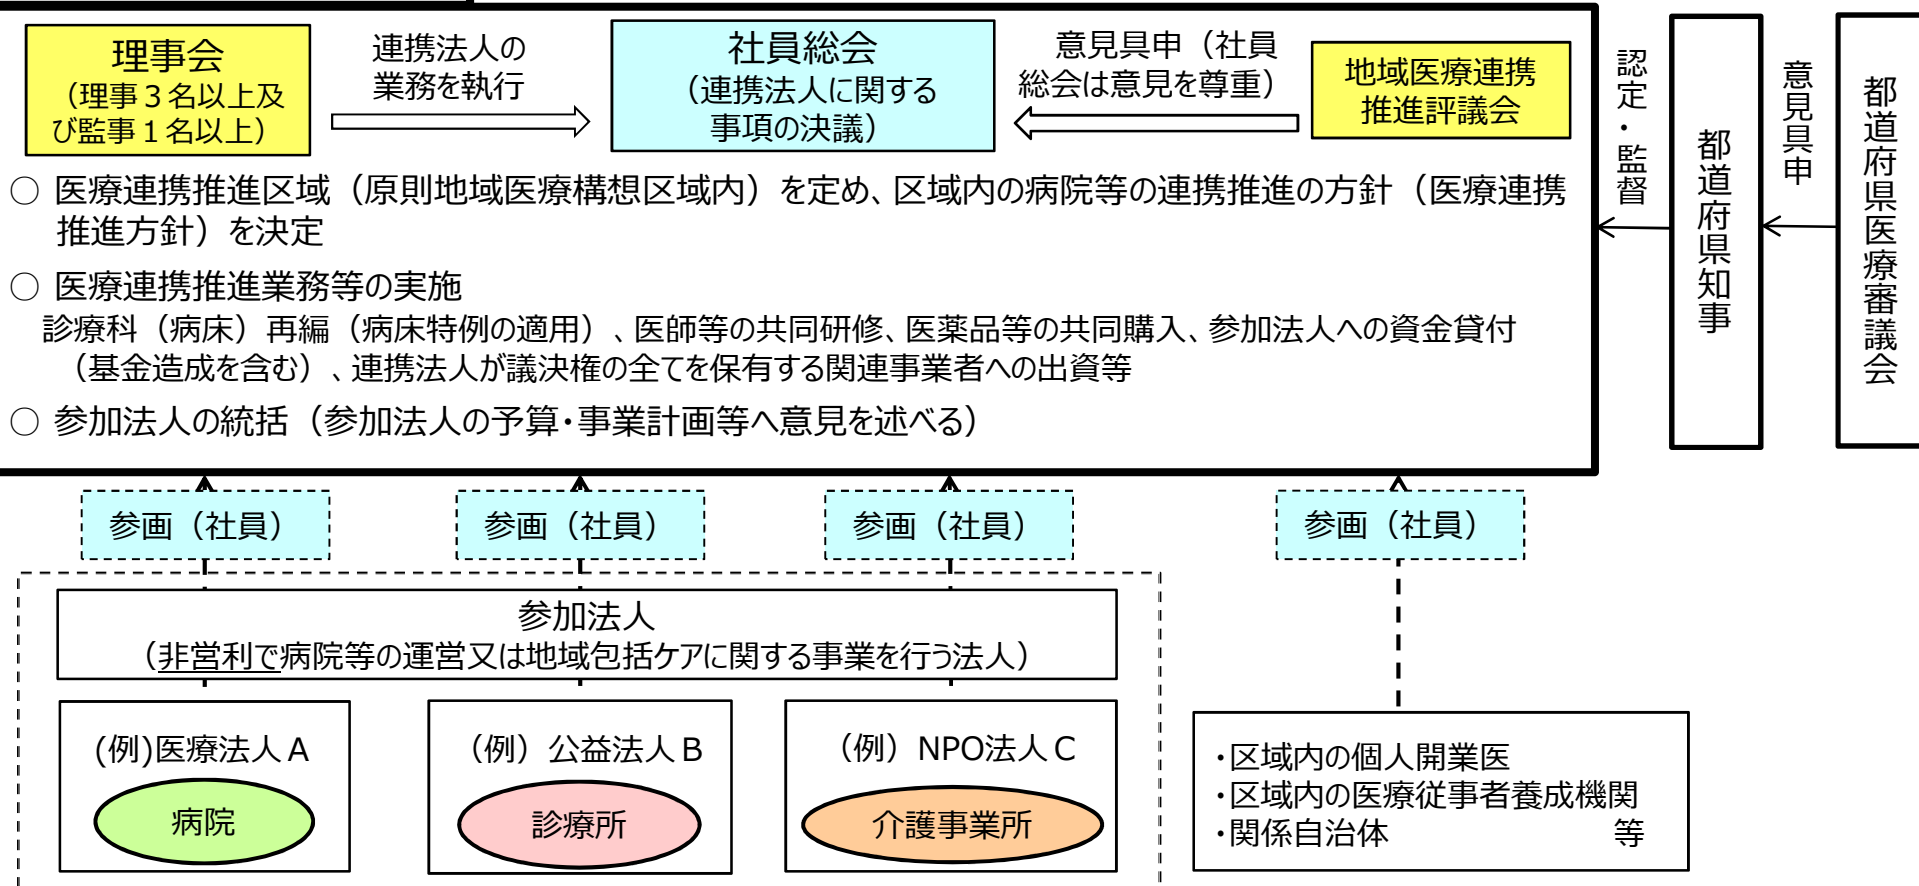 理事会
（理事３名以上及
び監事１名以上）
連携法人の
業務を執行
社員総会
（連携法人に関する
事項の決議）
意見具申（社員
総会は意見を尊重）
地域医療連携
推進評議会
認定・監督
都道府県知事
意見具申
都道府県医療審議会
○ 医療連携推進区域（原則地域医療構想区域内）を定め、区域内の病院等の連携推進の方針（医療連携
推進方針）を決定
○ 医療連携推進業務等の実施
診療科（病床）再編（病床特例の適用）、医師等の共同研修、医薬品等の共同購入、参加法人への資金貸付
（基金造成を含む）、連携法人が議決権の全てを保有する関連事業者への出資等
○ 参加法人の統括（参加法人の予算・事業計画等へ意見を述べる）
参画（社員）
参画（社員）
参画（社員）
参画（社員）
参加法人
（非営利で病院等の運営又は地域包括ケアに関する事業を行う法人）
(例)医療法人Ａ
病院
（例）公益法人Ｂ
診療所
（例）NPO法人Ｃ
介護事業所
・区域内の個人開業医
・区域内の医療従事者養成機関
・関係自治体　　　　　　等